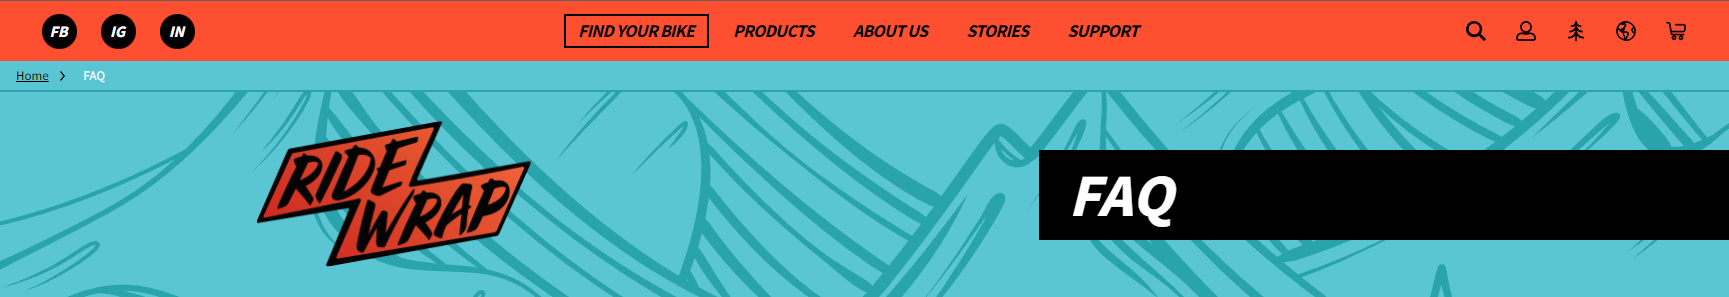 FB IG IN FIND YOUR BIKE PRODUCTS ABOUT US STORIES SUPPORT
Home > FAQ
RIDE
WRAP
FAQ